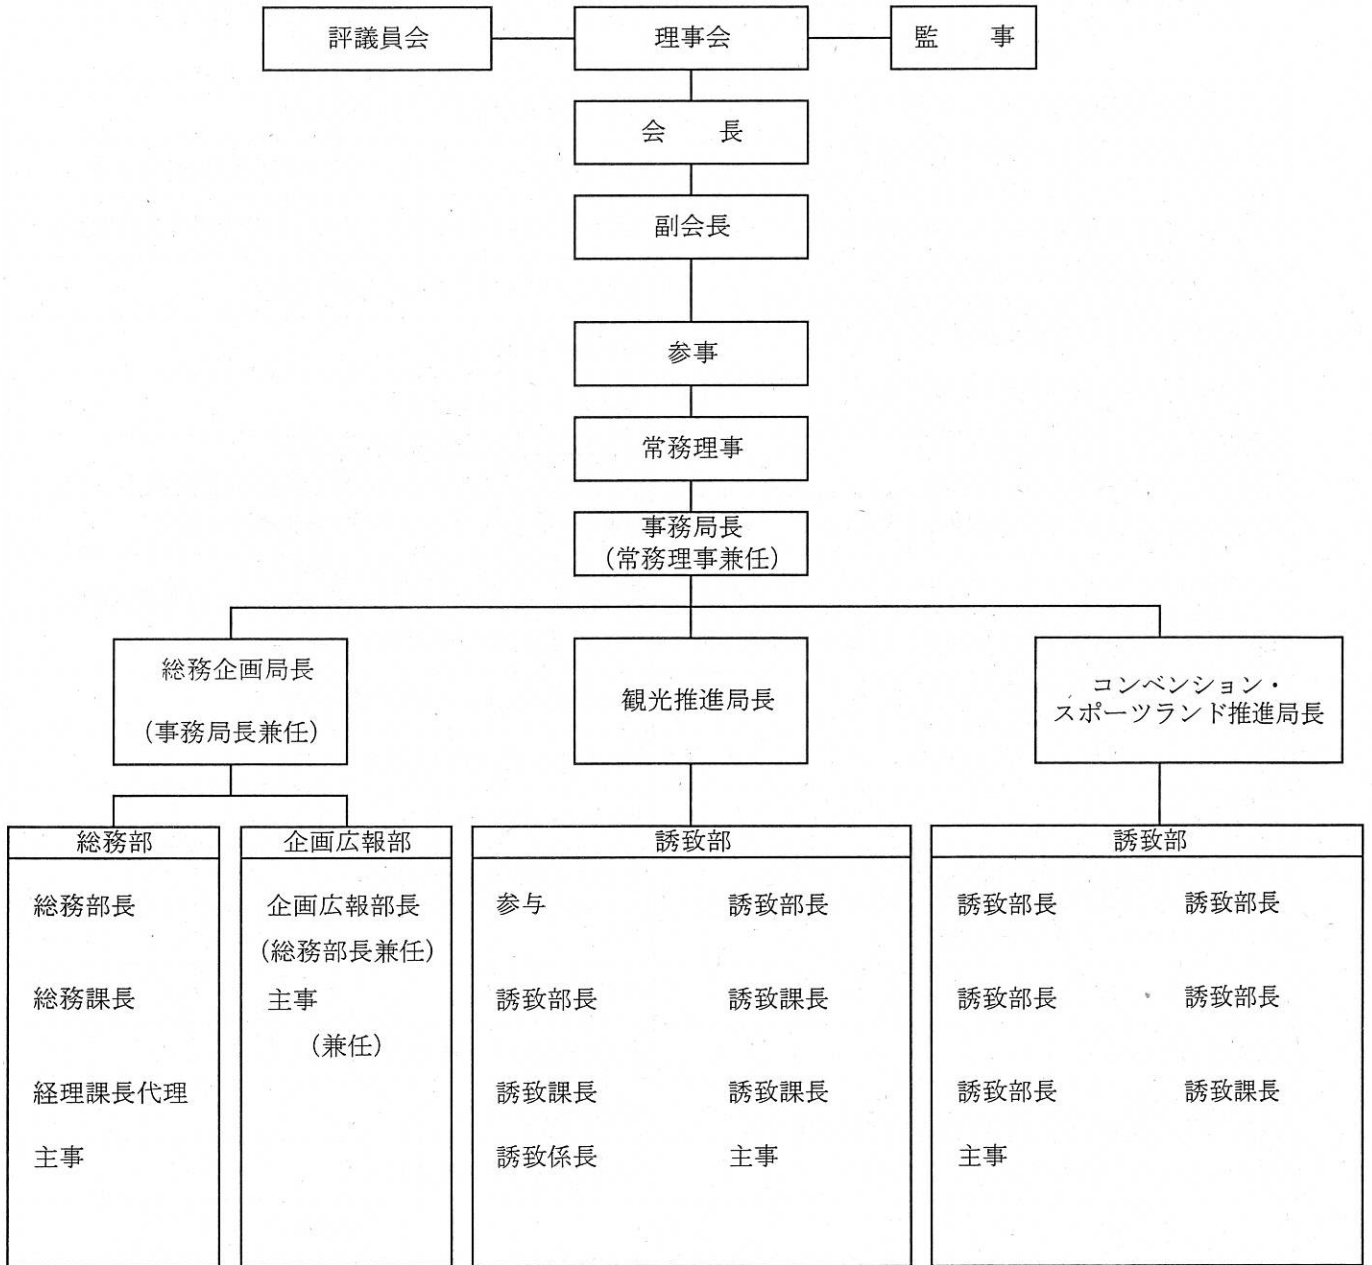 評議員会
理事会
監　　事
会　　長
副会長
参事
常務理事
事務局長
（常務理事兼任）
総務企画局長
（事務局長兼任）
観光推進局長
コンベンション・
スポーツランド推進局長
総務部
総務部長
総務課長
経理課長代理
主事
企画広報部
企画広報部長
（総務部長兼任）
主事
（兼任）
誘致部
参与　誘致部長
誘致部長　誘致課長
誘致課長　誘致課長
誘致係長　主事
誘致部
誘致部長　誘致部長
誘致部長　誘致部長
誘致部長　誘致課長
主事